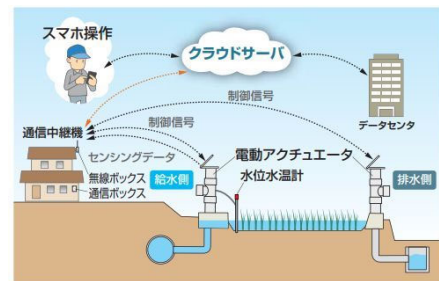 スマホ操作
クラウドサーバ
データセンタ
制御信号
制御信号
通信中継機
センシングデータ
電動アクチュエータ
無線ボックス
給水側
水位水温計
排水側
通信ボックス